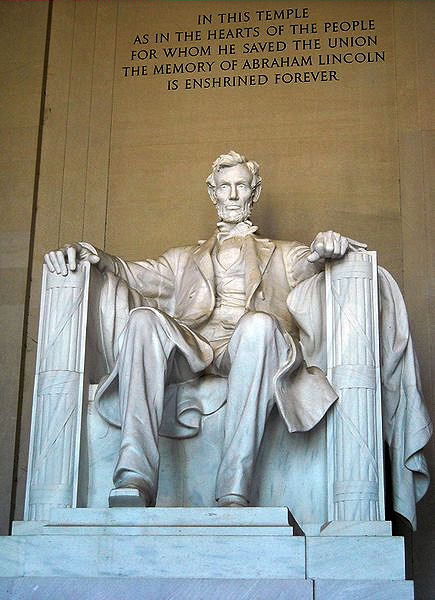 IN THIS TEMPLE
AS IN THE HEARTS OF THE PEOPLE
FOR WHOM HE SAVED THE UNION
THE MEMORY OF ABRAHAM LINCOLN
IS ENSHRINED FOREVER